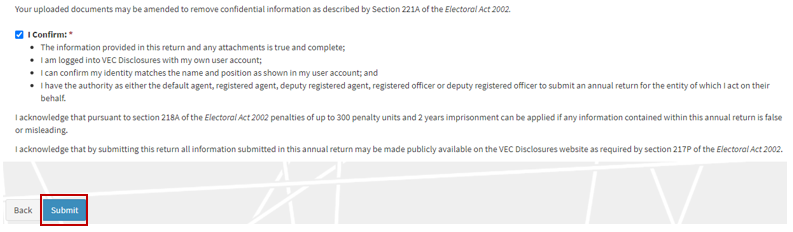 Your uploaded documents may be amended to remove confidential information as described by Section 221A of the Electoral Act 2002.
I Confirm: *
• The information provided in this return and any attachments is true and complete;
• I am logged into VEC Disclosures with my own user account;
• I can confirm my identity matches the name and position as shown in my user account; and
• I have the authority as either the default agent, registered agent, deputy registered agent, registered officer or deputy registered officer to submit an annual return for the entity of which I act on their
behalf.
I acknowledge that pursuant to section 218A of the Electoral Act 2002 penalties of up to 300 penalty units and 2 years imprisonment can be applied if any information contained within this annual return is false
or misleading.
I acknowledge that by submitting this return all information submitted in this annual return may be made publicly available on the VEC Disclosures website as required by section 217P of the Electoral Act 2002.
Back Submit